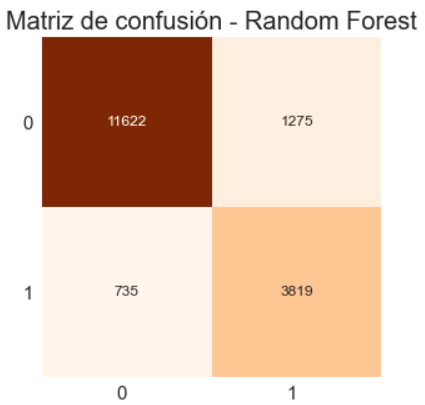 Matriz de confusión - Random Forest
0 11622 1275
1 735 3819
0 1